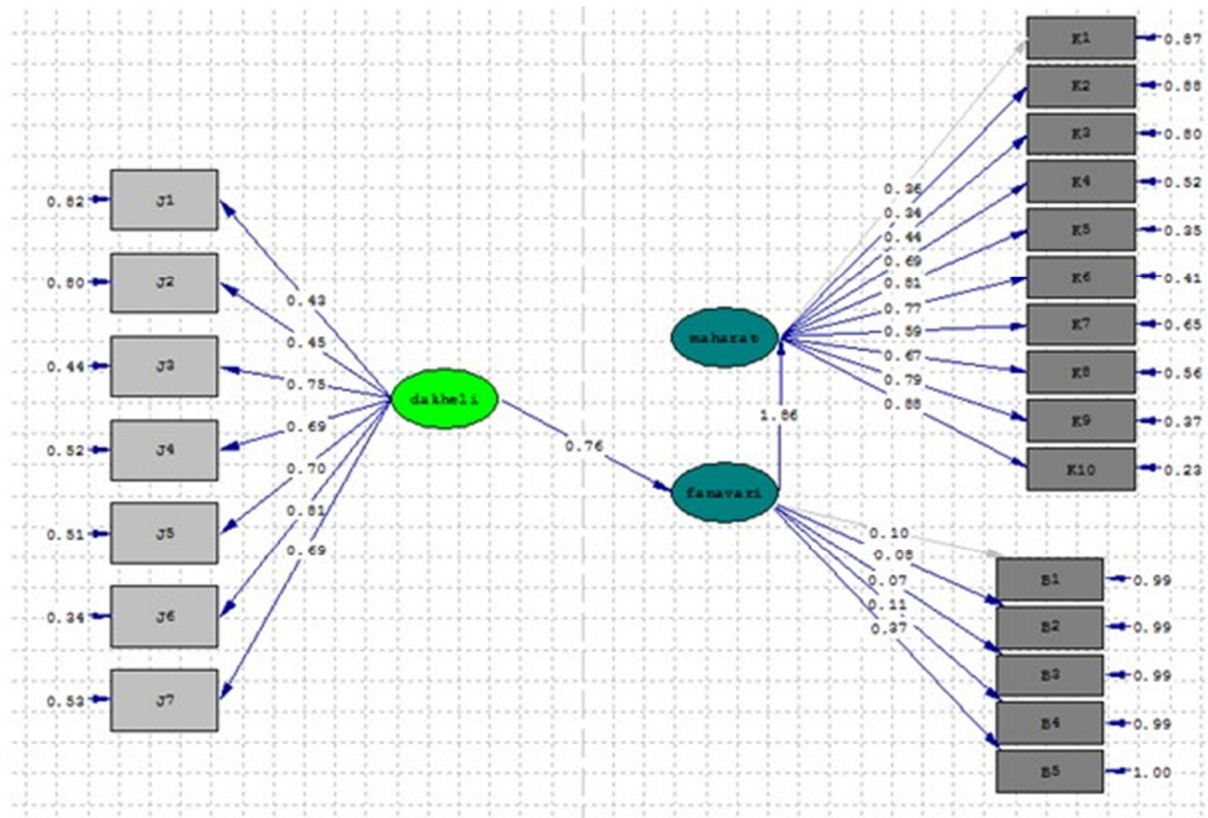 0.82 J1
0.80 J2
0.44 J3
0.52 J4
0.51 J5
0.34 J6
0.53 J7
0.43
0.45
0.75
0.69
0.70
0.81
0.69
dakheli
0.76
maharat
1.86
fanavari
0.36
0.34
0.44
0.69
0.81
0.77
0.59
0.67
0.79
0.88
K1 0.87
K2 0.88
K3 0.80
K4 0.52
K5 0.35
K6 0.41
K7 0.65
K8 0.56
K9 0.37
K10 0.23
0.10
0.08
0.07
0.11
0.37
B1 0.99
B2 0.99
B3 0.99
B4 0.99
B5 1.00